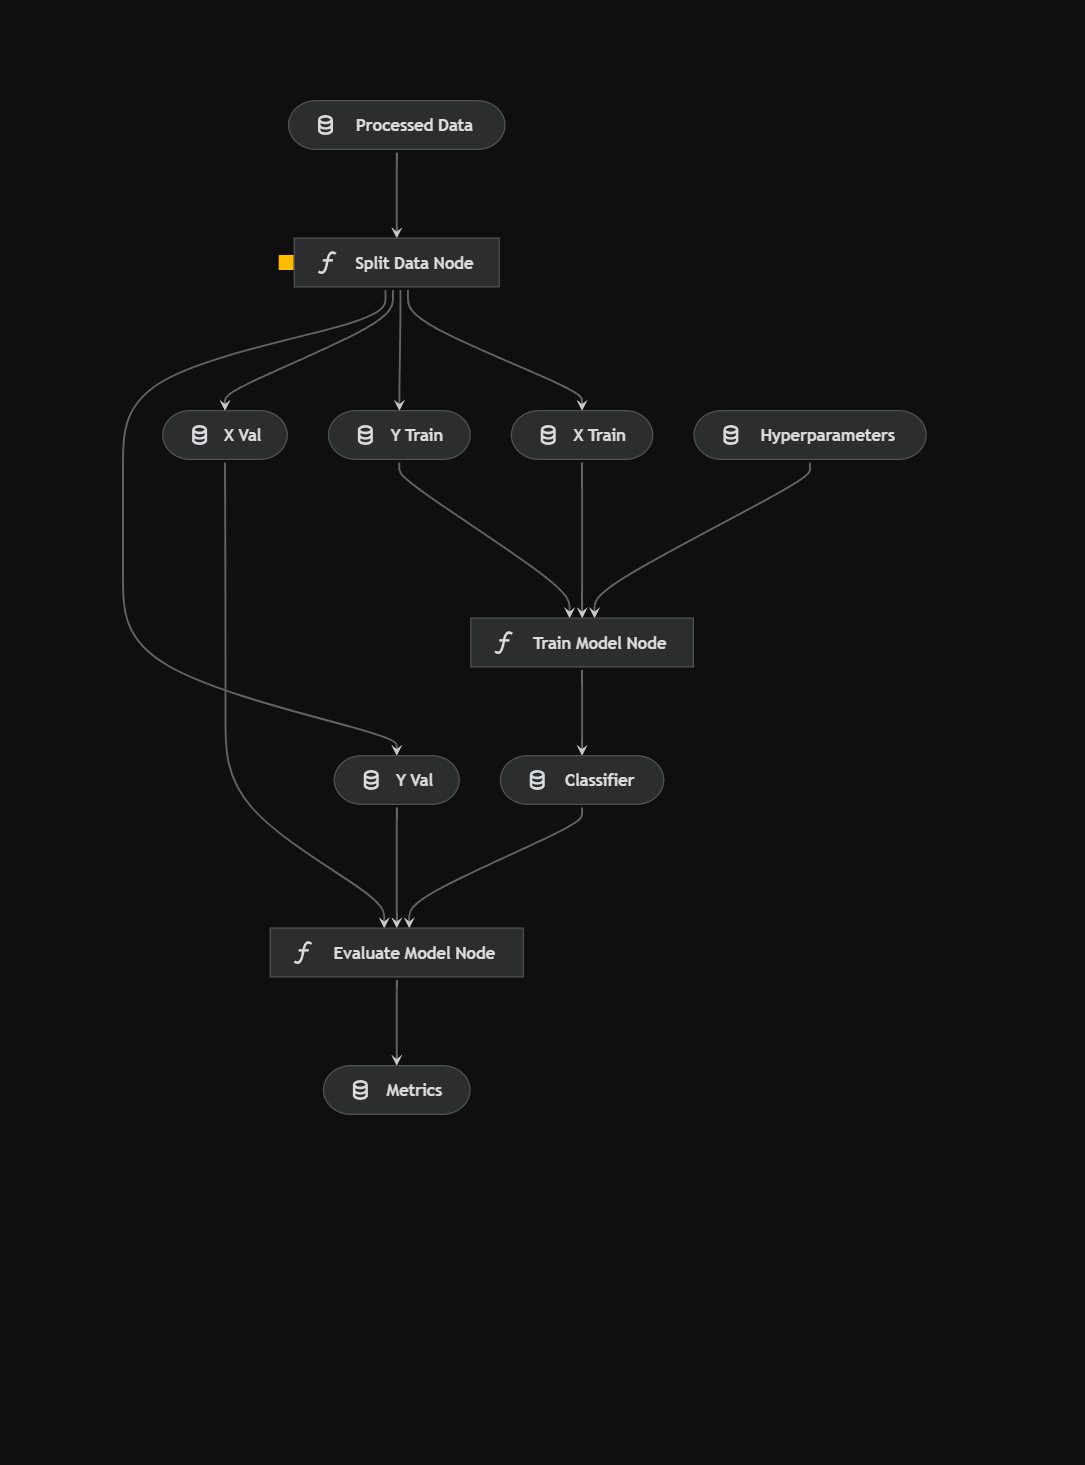 Processed Data
Split Data Node
X Val
Y Train
X Train
Hyperparameters
Train Model Node
Y Val
Classifier
Evaluate Model Node
Metrics